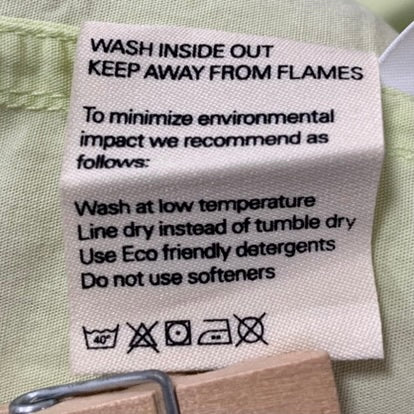 WASH INSIDE OUT
KEEP AWAY FROM FLAMES
To minimize environmental
impact we recommend as
follows:
Wash at low temperature
Line dry instead of tumble dry
Use Eco friendly detergents
Do not use softeners
40°